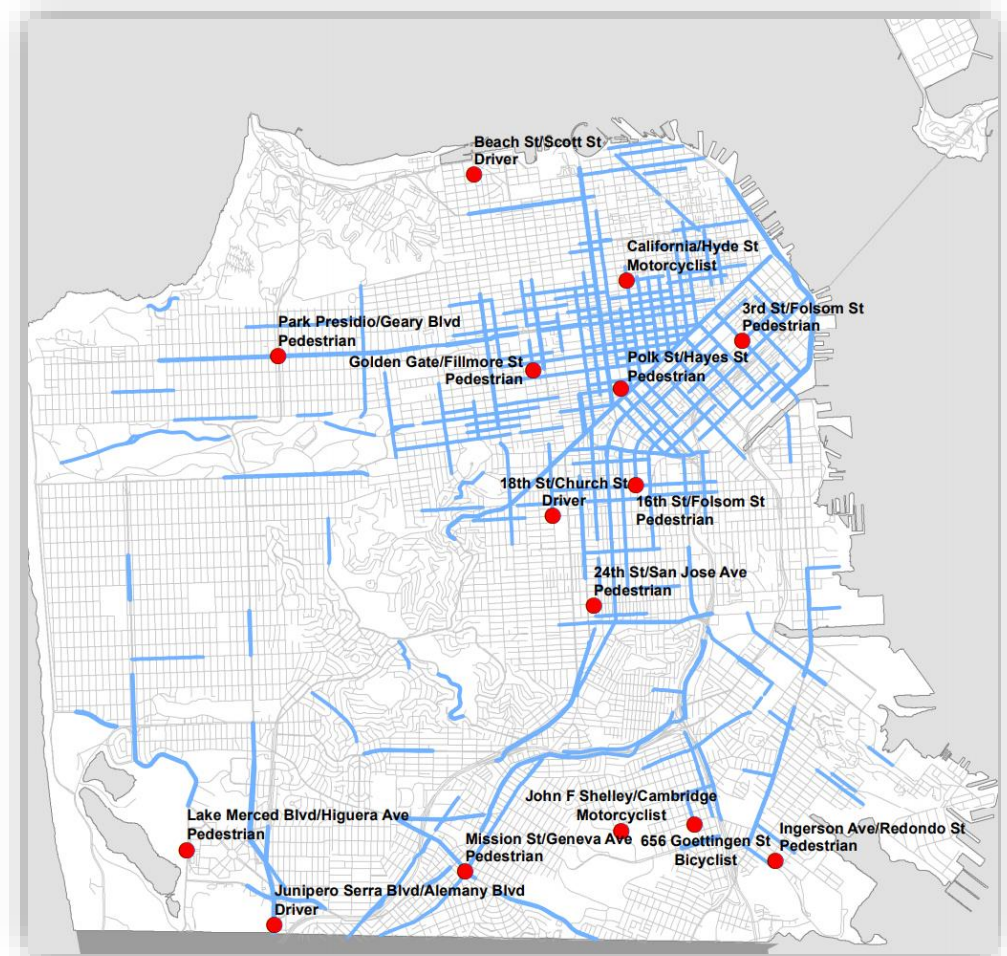 Beach St/Scott St
Driver
California/Hyde St
Motorcyclist
3rd St/Folsom St
Pedestrian
Park Presidio/Geary Blvd
Pedestrian
Golden Gate/Fillmore St
Pedestrian
Polk St/Hayes St
Pedestrian
18th St/Church St
Driver
16th St/Folsom St
Pedestrian
24th St/San Jose Ave
Pedestrian
John F Shelley/Cambridge
Motorcyclist
Lake Merced Blvd/Higuera Ave
Pedestrian
Mission St/Geneva Ave
Pedestrian
656 Goettingen St
Bicyclist
Ingerson Ave/Redondo St
Pedestrian
Junipero Serra Blvd/Alemany Blvd
Driver